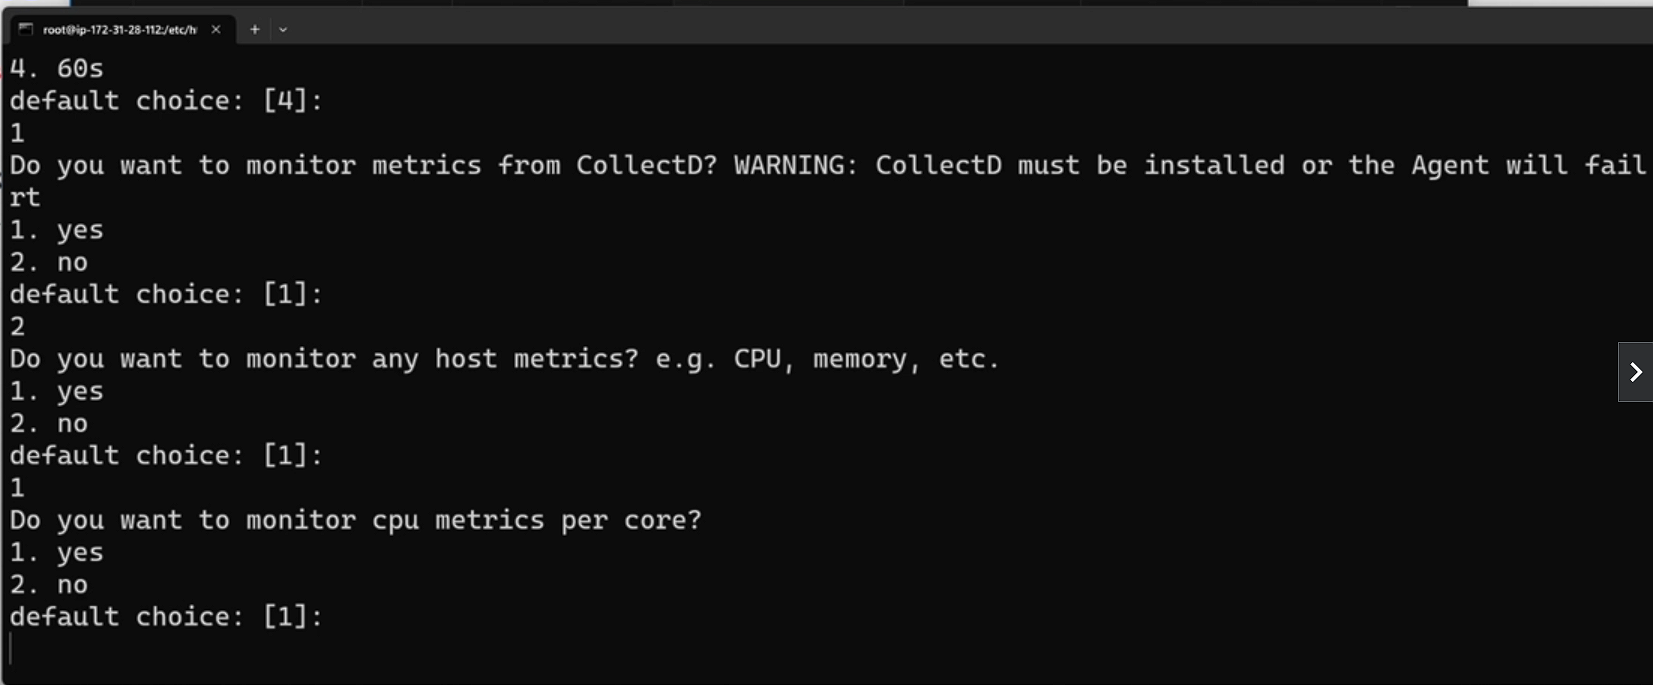 root@ip-172-31-28-112:/etc/h
4. 60s
default choice: [4]:
1
Do you want to monitor metrics from CollectD? WARNING: CollectD must be installed or the Agent will fail
rt
1. yes
2. no
default choice: [1]:
2
Do you want to monitor any host metrics? e.g. CPU, memory, etc.
1. yes
2. no
default choice: [1]:
1
Do you want to monitor cpu metrics per core?
1. yes
2. no
default choice: [1]: